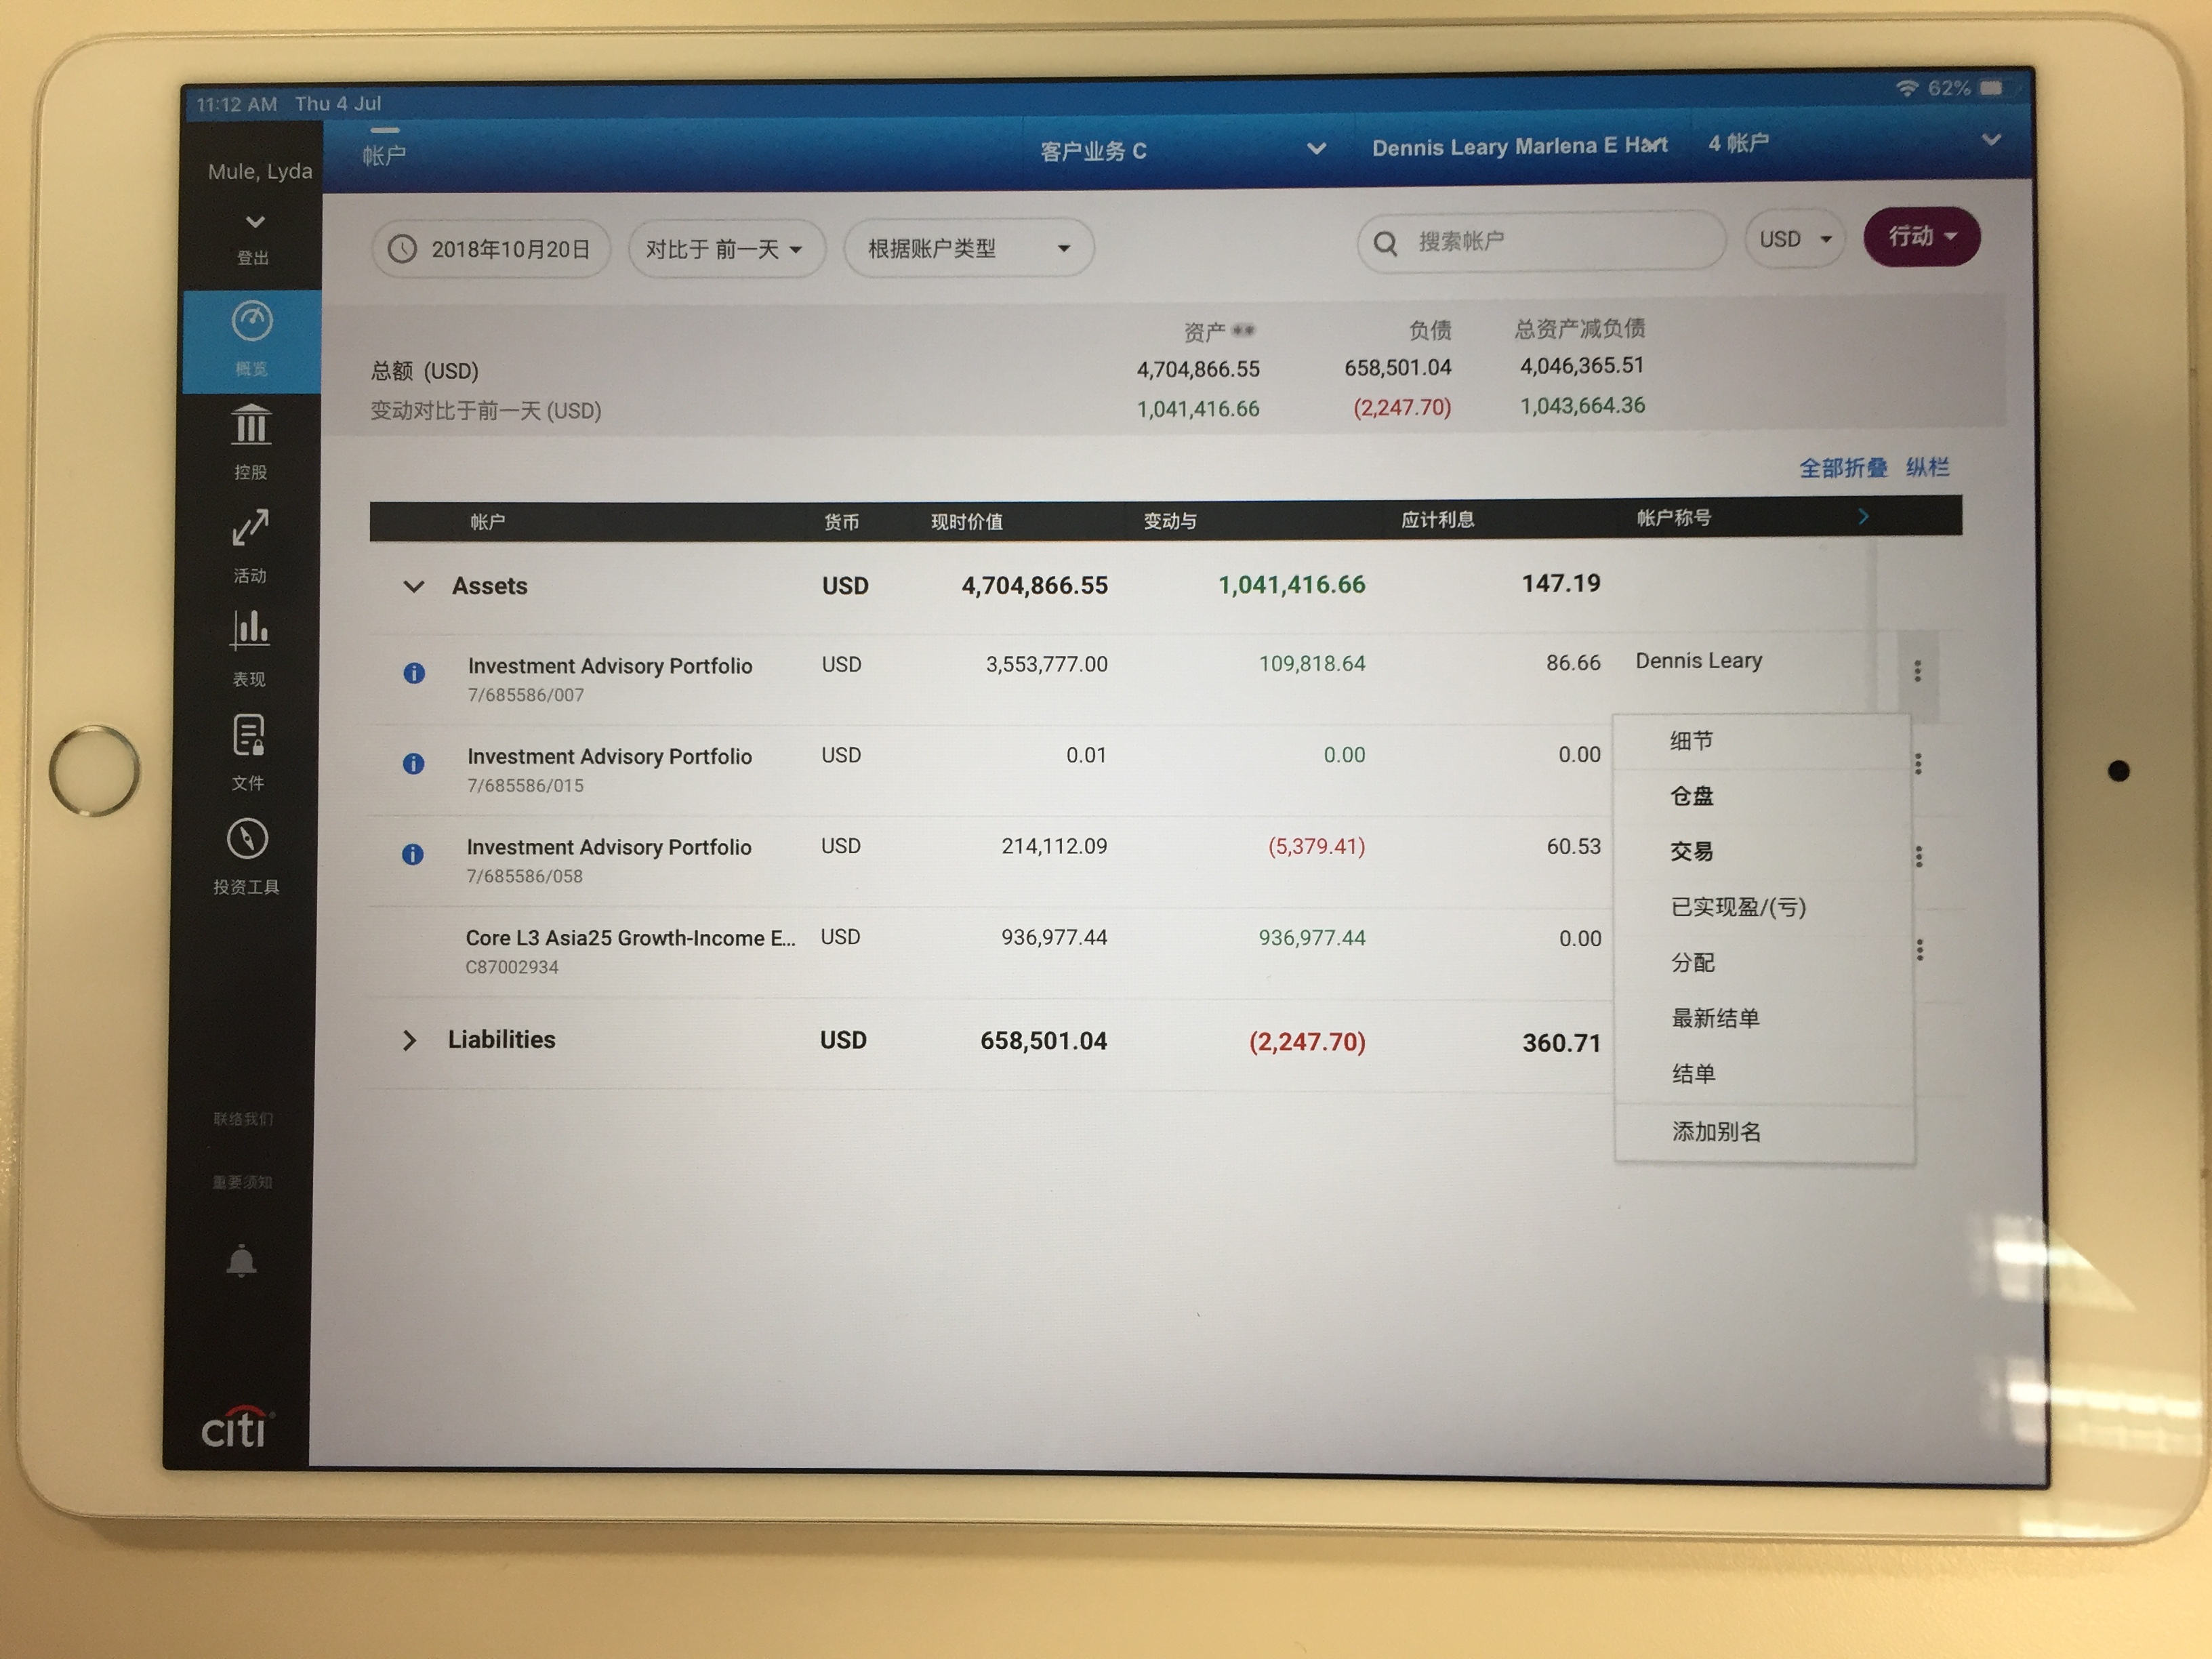 11:12 AM Thu 4 Jul
62%
Mule, Lyda
登出
概览
控股
活动
表现
文件
投资工具
联络我们
重要须知
citi
帐户
客户业务 C
Dennis Leary Marlena E Hart
4 帐户
2018年10月20日
对比于 前一天
根据账户类型
搜索帐户
USD
行动
资产 **
负债
总资产减负债
总额 (USD)
4,704,866.55
658,501.04
4,046,365.51
变动对比于前一天 (USD)
1,041,416.66
(2,247.70)
1,043,664.36
全部折叠 纵栏
帐户 货币 现时价值 变动与 应计利息 帐户称号
Assets USD 4,704,866.55 1,041,416.66 147.19
Investment Advisory Portfolio USD 3,553,777.00 109,818.64 86.66 Dennis Leary
7/685586/007
Investment Advisory Portfolio USD 0.01 0.00 0.00
7/685586/015
Investment Advisory Portfolio USD 214,112.09 (5,379.41) 60.53
7/685586/058
Core L3 Asia25 Growth-Income E... USD 936,977.44 936,977.44 0.00
C87002934
Liabilities USD 658,501.04 (2,247.70) 360.71
细节
仓盘
交易
已实现盈/(亏)
分配
最新结单
结单
添加别名